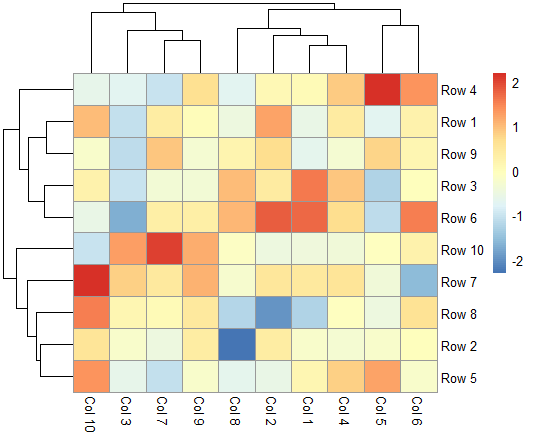 Row 4
Row 1
Row 9
Row 3
Row 6
Row 10
Row 7
Row 8
Row 2
Row 5
Col 10
Col 3
Col 7
Col 9
Col 8
Col 2
Col 1
Col 4
Col 5
Col 6
2
1
0
-1
-2